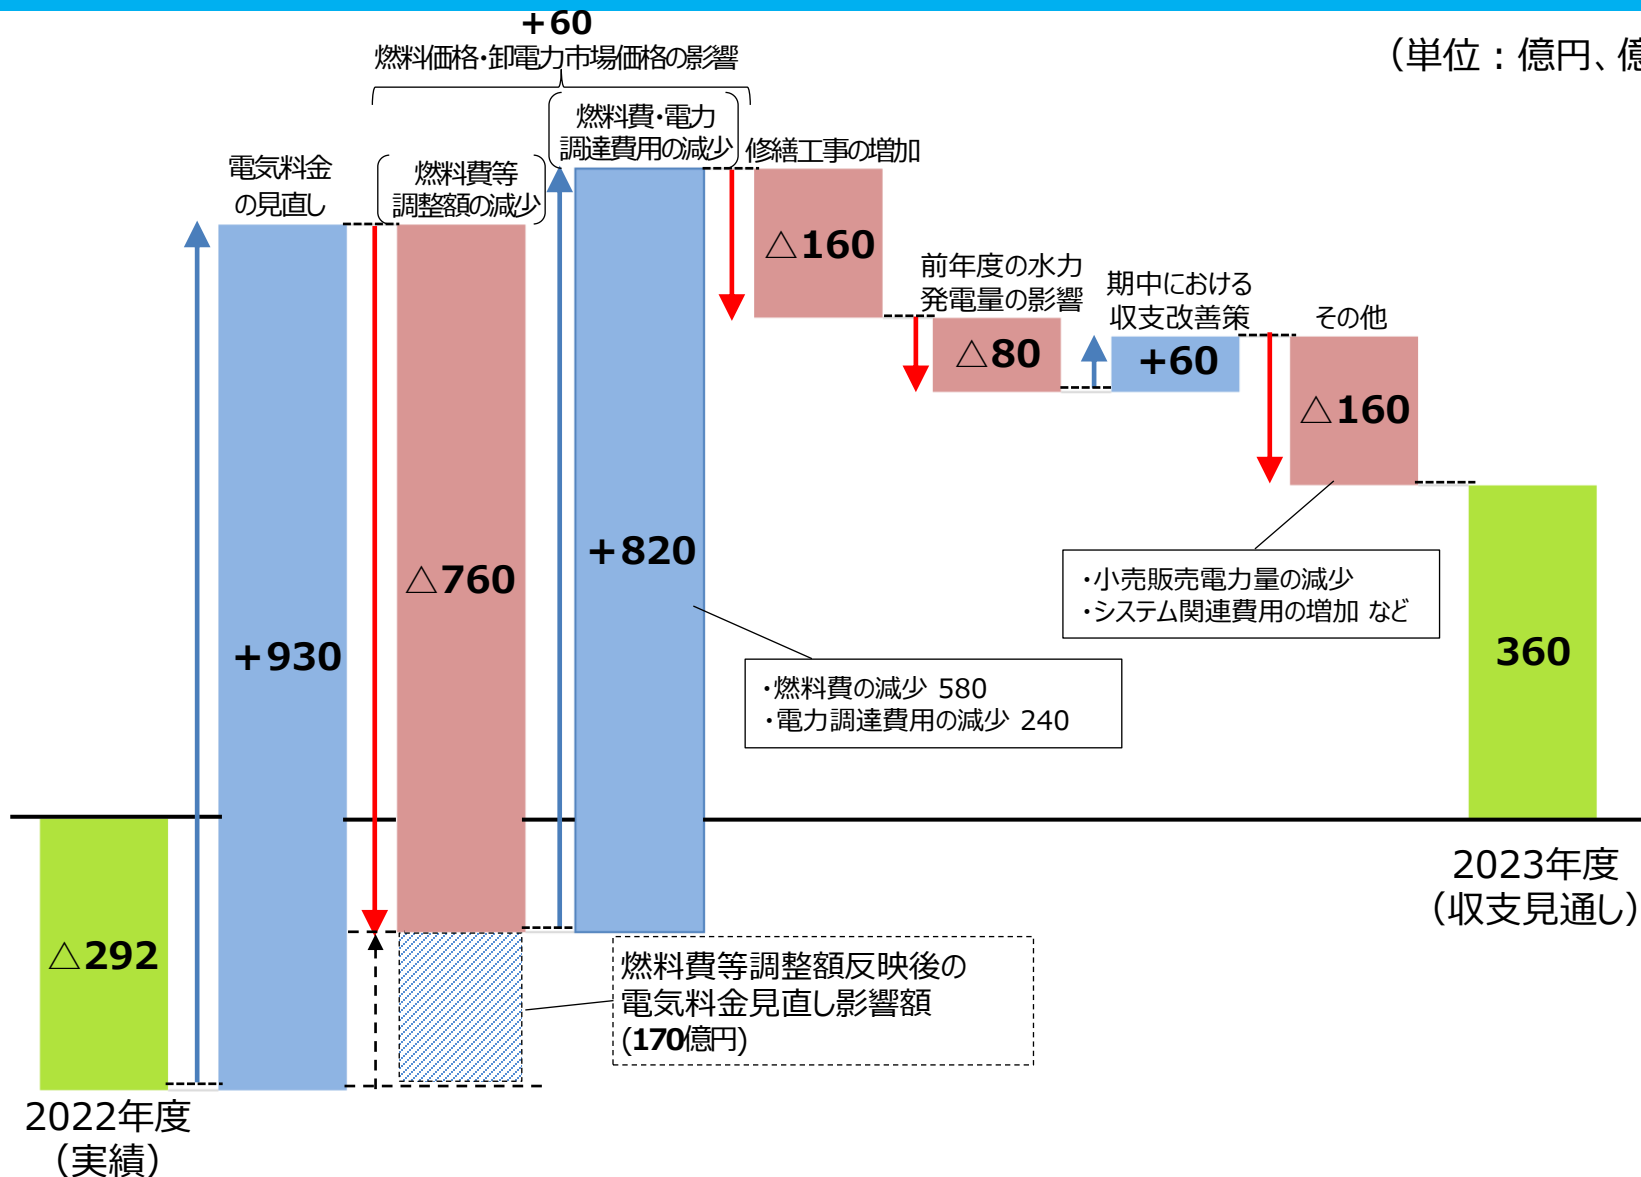 +60
燃料価格・卸電力市場価格の影響
（単位：億円、億
燃料費・電力
調達費用の減少
修繕工事の増加
電気料金
の見直し
燃料費等
調整額の減少
△160
前年度の水力
発電量の影響
期中における
収支改善策
その他
△80
+60
△160
+820
△760
+930
・小売販売電力量の減少
・システム関連費用の増加 など
・燃料費の減少 580
・電力調達費用の減少 240
360
2023年度
（収支見通し）
△292
燃料費等調整額反映後の
電気料金見直し影響額
(170億円)
2022年度
（実績）